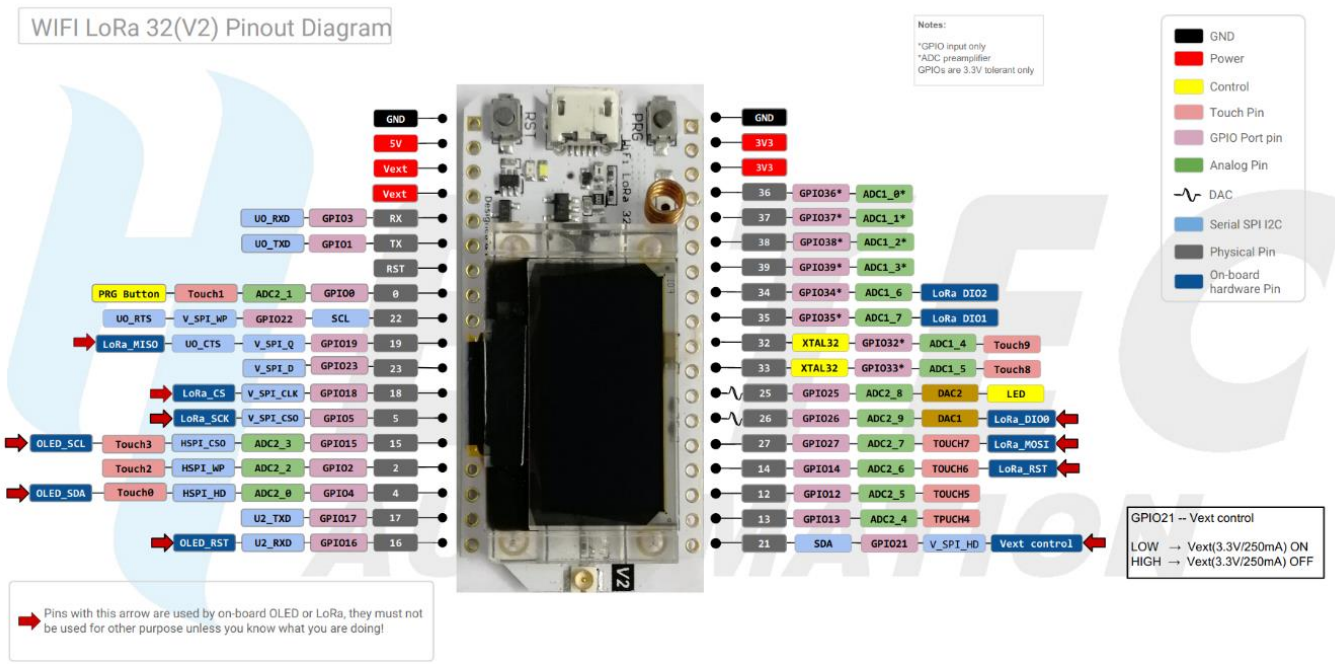 WIFI LoRa 32(V2) Pinout Diagram
Notes:
*GPIO input only
*ADC preamplifier
GPIOs are 3.3V tolerant only
GND
Power
Control
Touch Pin
GPIO Port pin
Analog Pin
DAC
Serial SPI I2C
Physical Pin
On-board
hardware Pin
GND
5V
Vext
Vext
UO_RXD GPIO3 RX
UO_TXD GPIO1 TX
RST
PRG Button Touch1 ADC2_1 GPIO0 0
UO_RTS V_SPI_WP GPIO22 SCL 22
LoRa_MISO UO_CTS V_SPI_Q GPIO19 19
V_SPI_D GPIO23 23
LoRa_CS V_SPI_CLK GPIO18 18
LoRa_SCK V_SPI_CSO GPIO5 5
OLED_SCL Touch3 HSPI_CSO ADC2_3 GPIO15 15
Touch2 HSPI_WP ADC2_2 GPIO2 2
OLED_SDA Touch0 HSPI_HD ADC2_0 GPIO4 4
U2_TXD GPIO17 17
OLED_RST U2_RXD GPIO16 16
RST
PRG
WiFi LoRa 32
V2
GND
3V3
3V3
36 GPIO36* ADC1_0*
37 GPIO37* ADC1_1*
38 GPIO38* ADC1_2*
39 GPIO39* ADC1_3*
34 GPIO34* ADC1_6 LoRa DIO2
35 GPIO35* ADC1_7 LoRa DIO1
32 XTAL32 GPIO32* ADC1_4 Touch9
33 XTAL32 GPIO33* ADC1_5 Touch8
25 GPIO25 ADC2_8 DAC2 LED
26 GPIO26 ADC2_9 DAC1 LoRa_DIO0
27 GPIO27 ADC2_7 TOUCH7 LoRa_MOSI
14 GPIO14 ADC2_6 TOUCH6 LoRa_RST
12 GPIO12 ADC2_5 TOUCH5
13 GPIO13 ADC2_4 TPUCH4
21 SDA GPIO21 V_SPI_HD Vext control
GPIO21 -- Vext control
LOW → Vext(3.3V/250mA) ON
HIGH → Vext(3.3V/250mA) OFF
Pins with this arrow are used by on-board OLED or LoRa, they must not
be used for other purpose unless you know what you are doing!
AUTOMATION